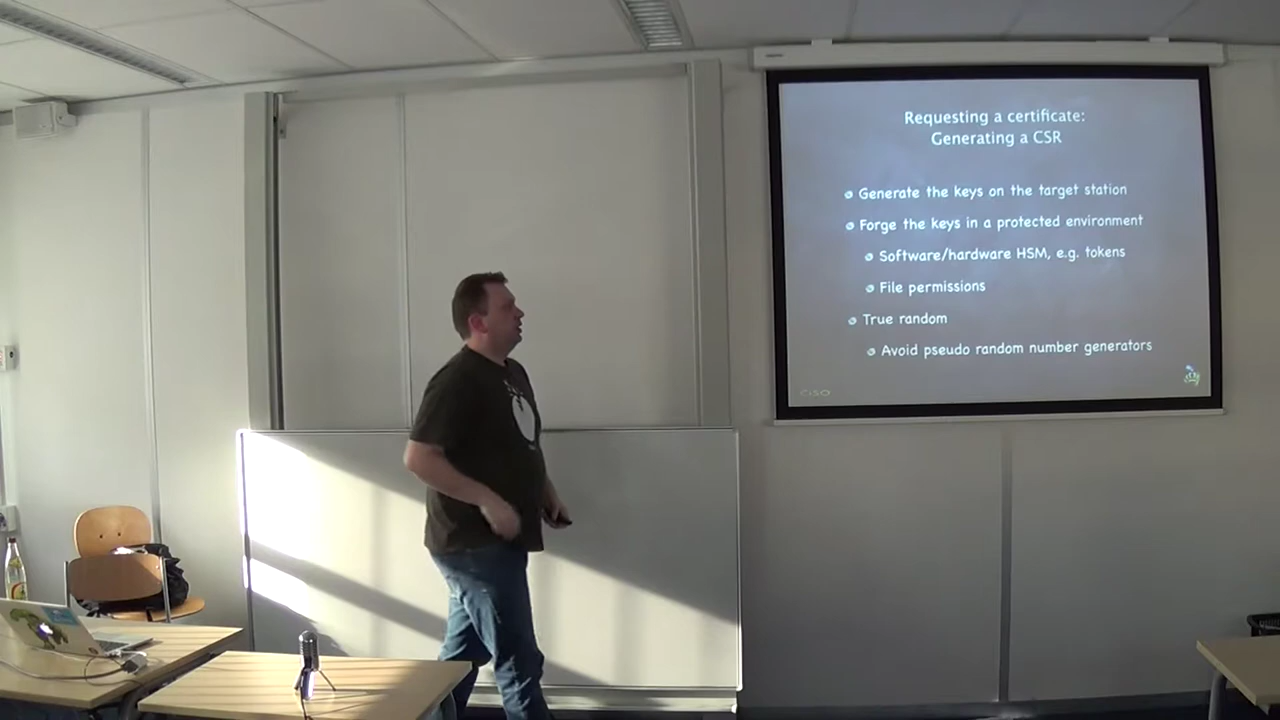 Requesting a certificate:
Generating a CSR
Generate the keys on the target station
Forge the keys in a protected environment
Software/hardware HSM, e.g. tokens
File permissions
True random
Avoid pseudo random number generators